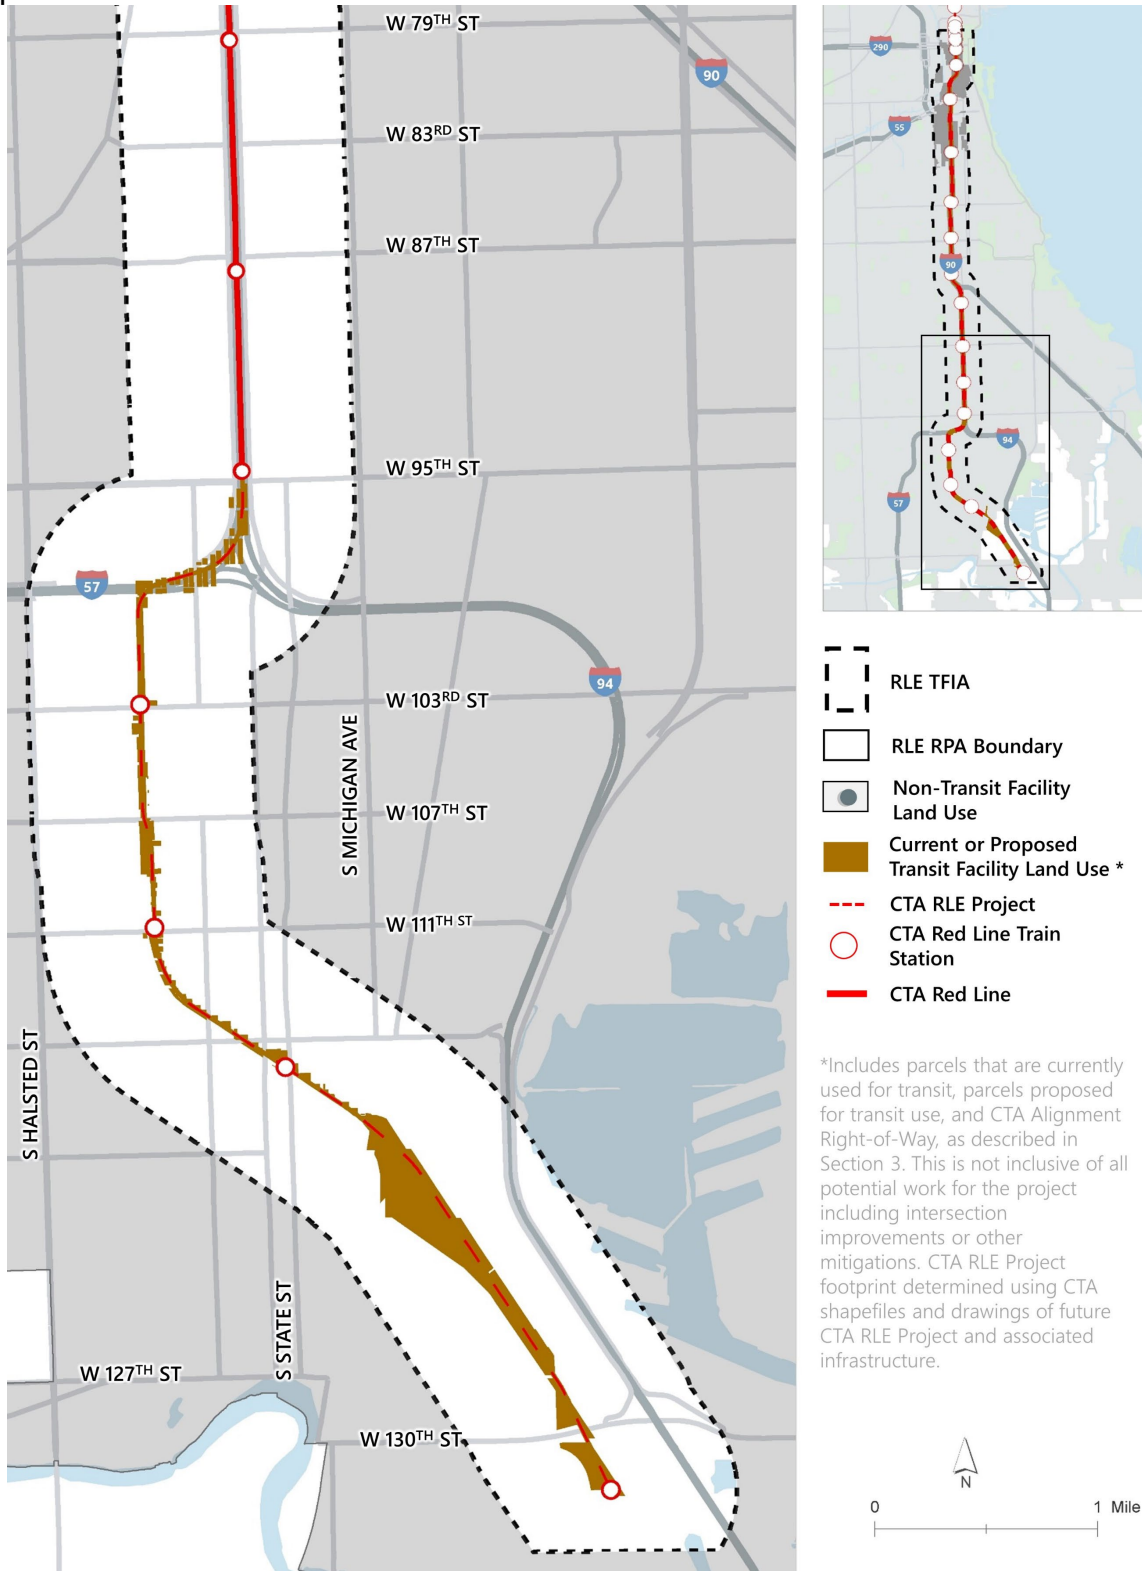 W 79TH ST
90
W 83RD ST
W 87TH ST
W 95TH ST
57
94
W 103RD ST
S MICHIGAN AVE
W 107TH ST
W 111TH ST
S HALSTED ST
S STATE ST
W 127TH ST
W 130TH ST
290
55
90
94
57
RLE TFIA
RLE RPA Boundary
Non-Transit Facility
Land Use
Current or Proposed
Transit Facility Land Use *
CTA RLE Project
CTA Red Line Train
Station
CTA Red Line
*Includes parcels that are currently
used for transit, parcels proposed
for transit use, and CTA Alignment
Right-of-Way, as described in
Section 3. This is not inclusive of all
potential work for the project
including intersection
improvements or other
mitigations. CTA RLE Project
footprint determined using CTA
shapefiles and drawings of future
CTA RLE Project and associated
infrastructure.
N
0 1 Mile